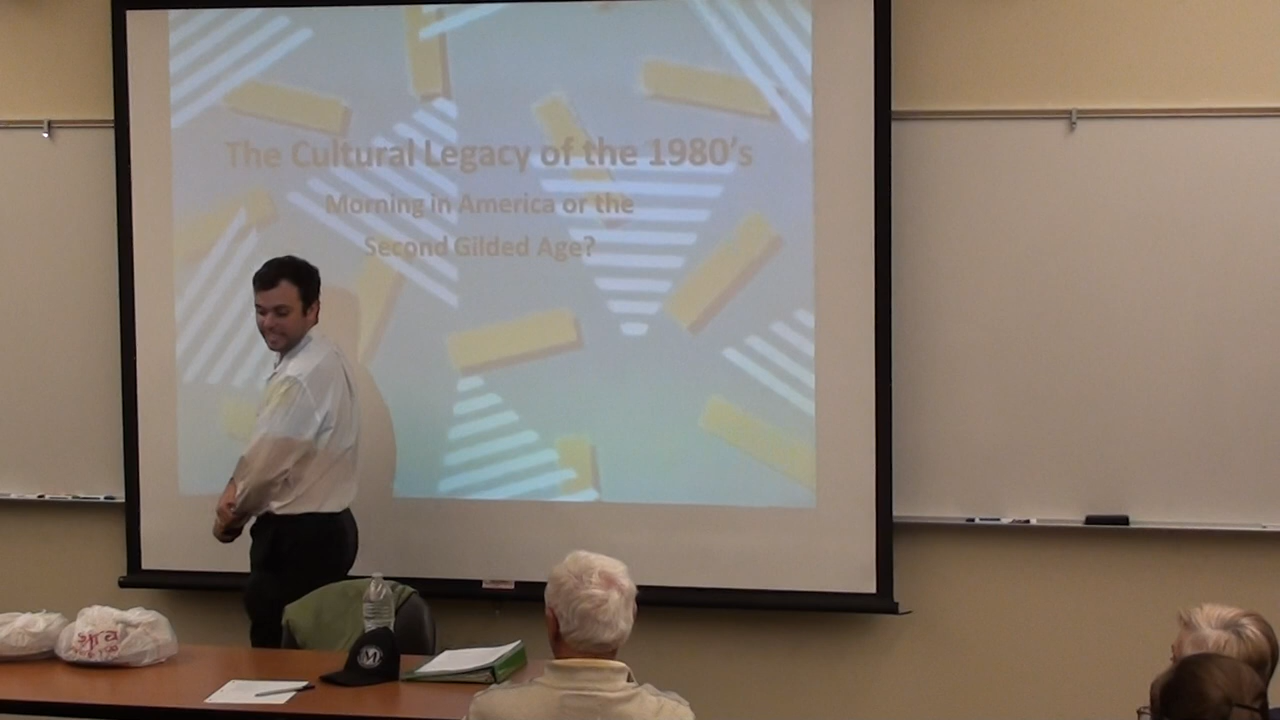 The Cultural Legacy of the 1980's
Morning in America or the
Second Gilded Age?
M